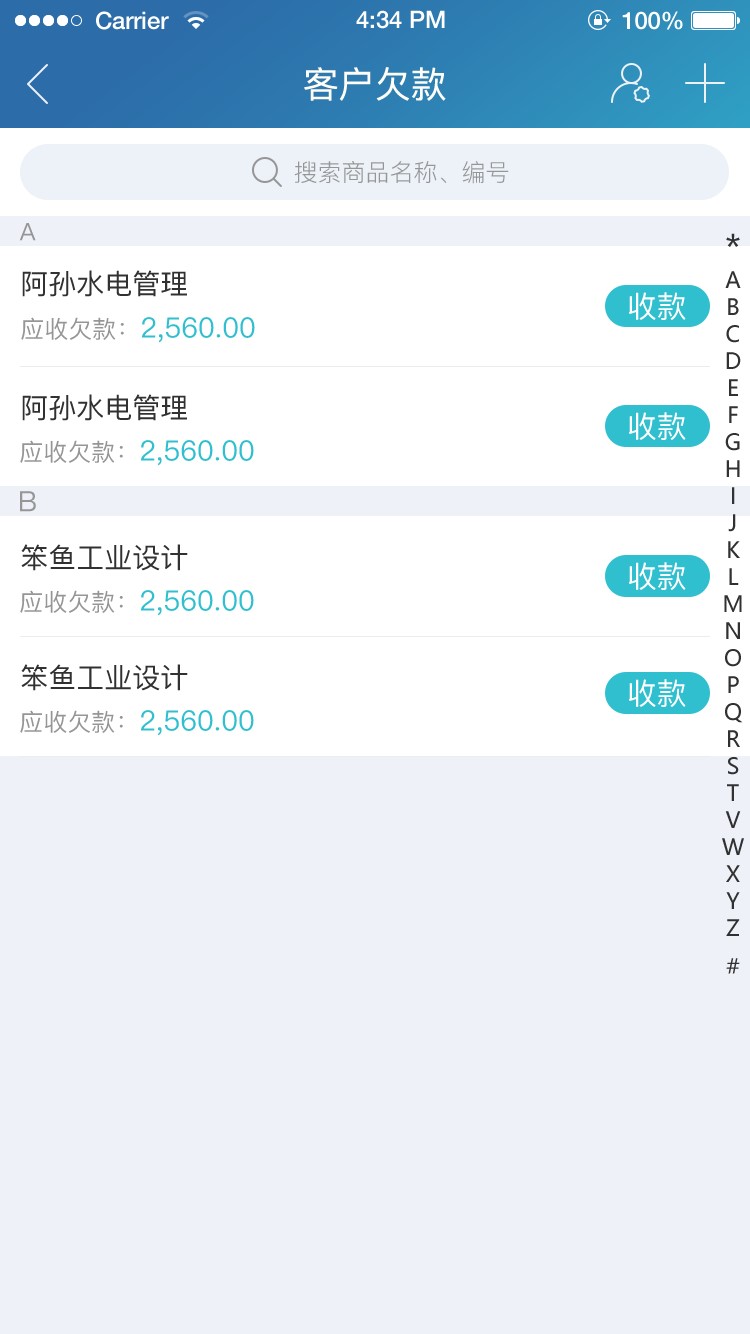 Carrier 4:34 PM 100%
客户欠款
搜索商品名称、编号
A
阿孙水电管理
应收欠款：2,560.00
收款
阿孙水电管理
应收欠款：2,560.00
收款
B
笨鱼工业设计
应收欠款：2,560.00
收款
笨鱼工业设计
应收欠款：2,560.00
收款
*
A
B
C
D
E
F
G
H
I
J
K
L
M
N
O
P
Q
R
S
T
V
W
X
Y
Z
#